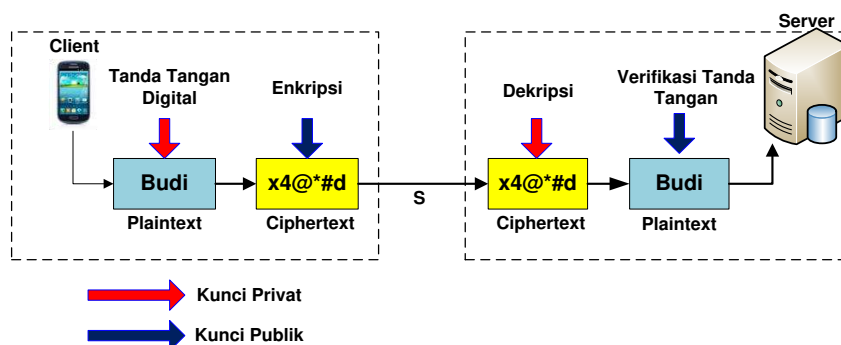 Client
Tanda Tangan
Digital
Enkripsi
Budi
Plaintext
x4@*#d
Ciphertext
S
Server
Dekripsi
Verifikasi Tanda
Tangan
x4@*#d
Ciphertext
Budi
Plaintext
Kunci Privat
Kunci Publik